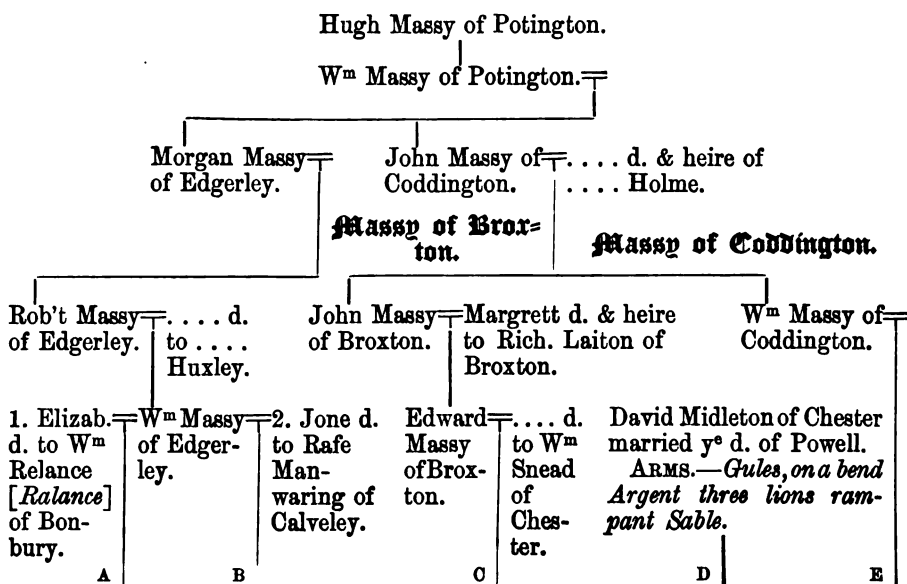 Hugh Massy of Potington.
Wm Massy of Potington.
Morgan Massy
of Edgerley.
John Massy of
Coddington.
. . . . d. & heire of
. . . . Holme.
Massy of Brox=
ton.
Massy of Coddington.
Rob't Massy
of Edgerley.
. . . . d.
to . . . .
Huxley.
John Massy
of Broxton.
Margrett d. & heire
to Rich. Laiton of
Broxton.
Wm Massy of
Coddington.
1. Elizab.
d. to Wm
Relance
[Ralance]
of Bon-
bury.
Wm Massy
of Edger-
ley.
2. Jone d.
to Rafe
Man-
waring of
Calveley.
Edward
Massy
of Brox-
ton.
. . . . d.
to Wm
Snead
of
Ches-
ter.
David Midleton of Chester
married ye d. of Powell.
ARMS.—Gules, on a bend
Argent three lions ram-
pant Sable.
A
B
C
D
E